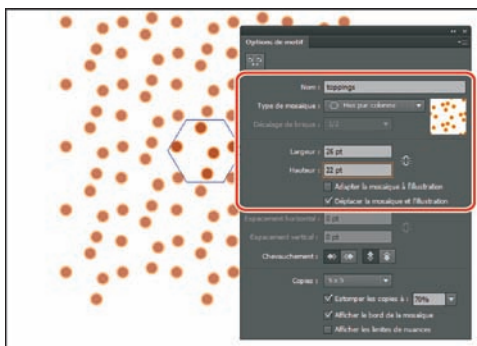 Options de motif
Nom : toppings
Type de mosaïque : Hex par colonne
Décalage de brique : 1/2
Largeur : 26 pt
Hauteur : 22 pt
Adapter la mosaïque à l'illustration
Déplacer la mosaïque et l'illustration
Espacement horizontal : 0 pt
Espacement vertical : 0 pt
Chevauchement :
Copies : 5 x 5
Estomper les copies à : 70%
Afficher le bord de la mosaïque
Afficher les limites de nuances